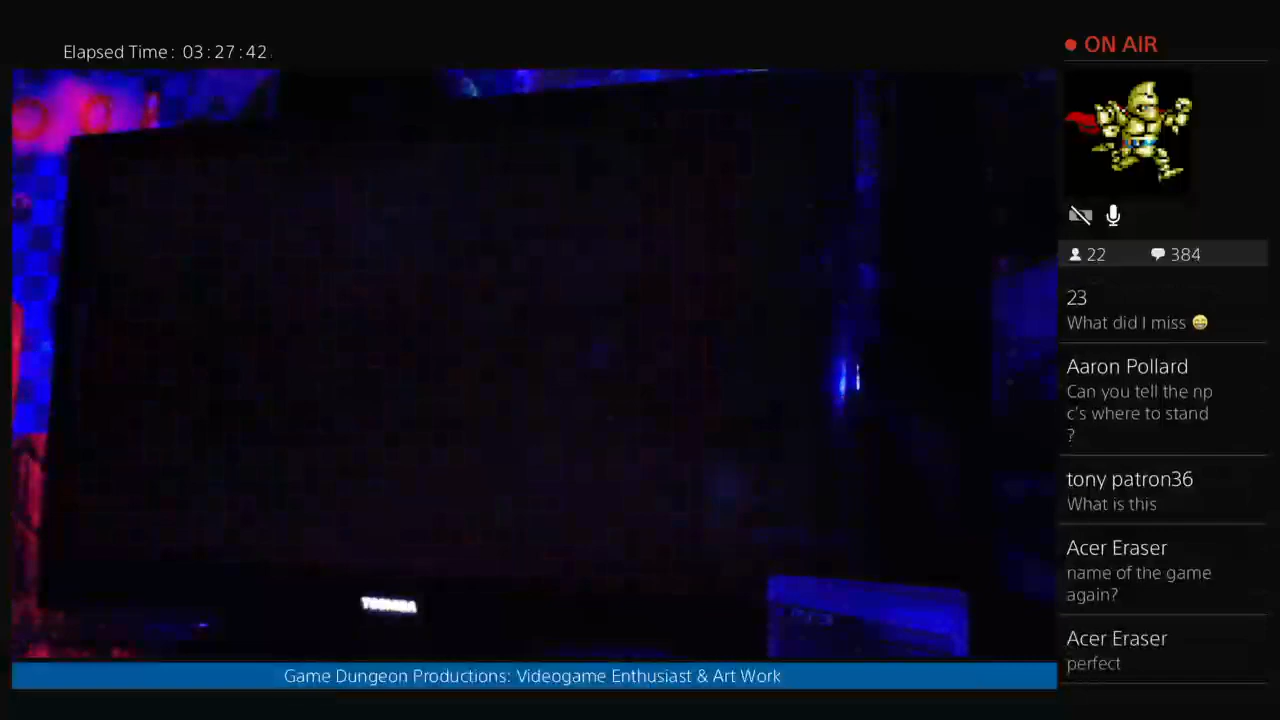 Elapsed Time: 03:27:42
ON AIR
22 384
23
What did I miss 😁
Aaron Pollard
Can you tell the np
c's where to stand
?
tony patron36
What is this
Acer Eraser
name of the game
again?
Acer Eraser
perfect
TOSHIBA
Game Dungeon Productions: Videogame Enthusiast & Art Work